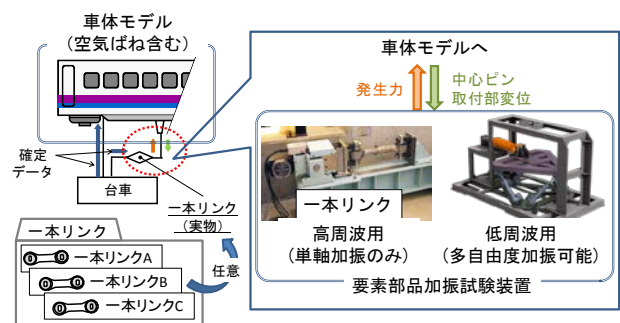 車体モデル
(空気ばね含む)
確定
データ
台車
一本リンク
(実物)
一本リンク
一本リンクA
一本リンクB
一本リンクC
任意
車体モデルへ
発生力
中心ピン
取付部変位
一本リンク
高周波用
(単軸加振のみ)
低周波用
(多自由度加振可能)
要素部品加振試験装置